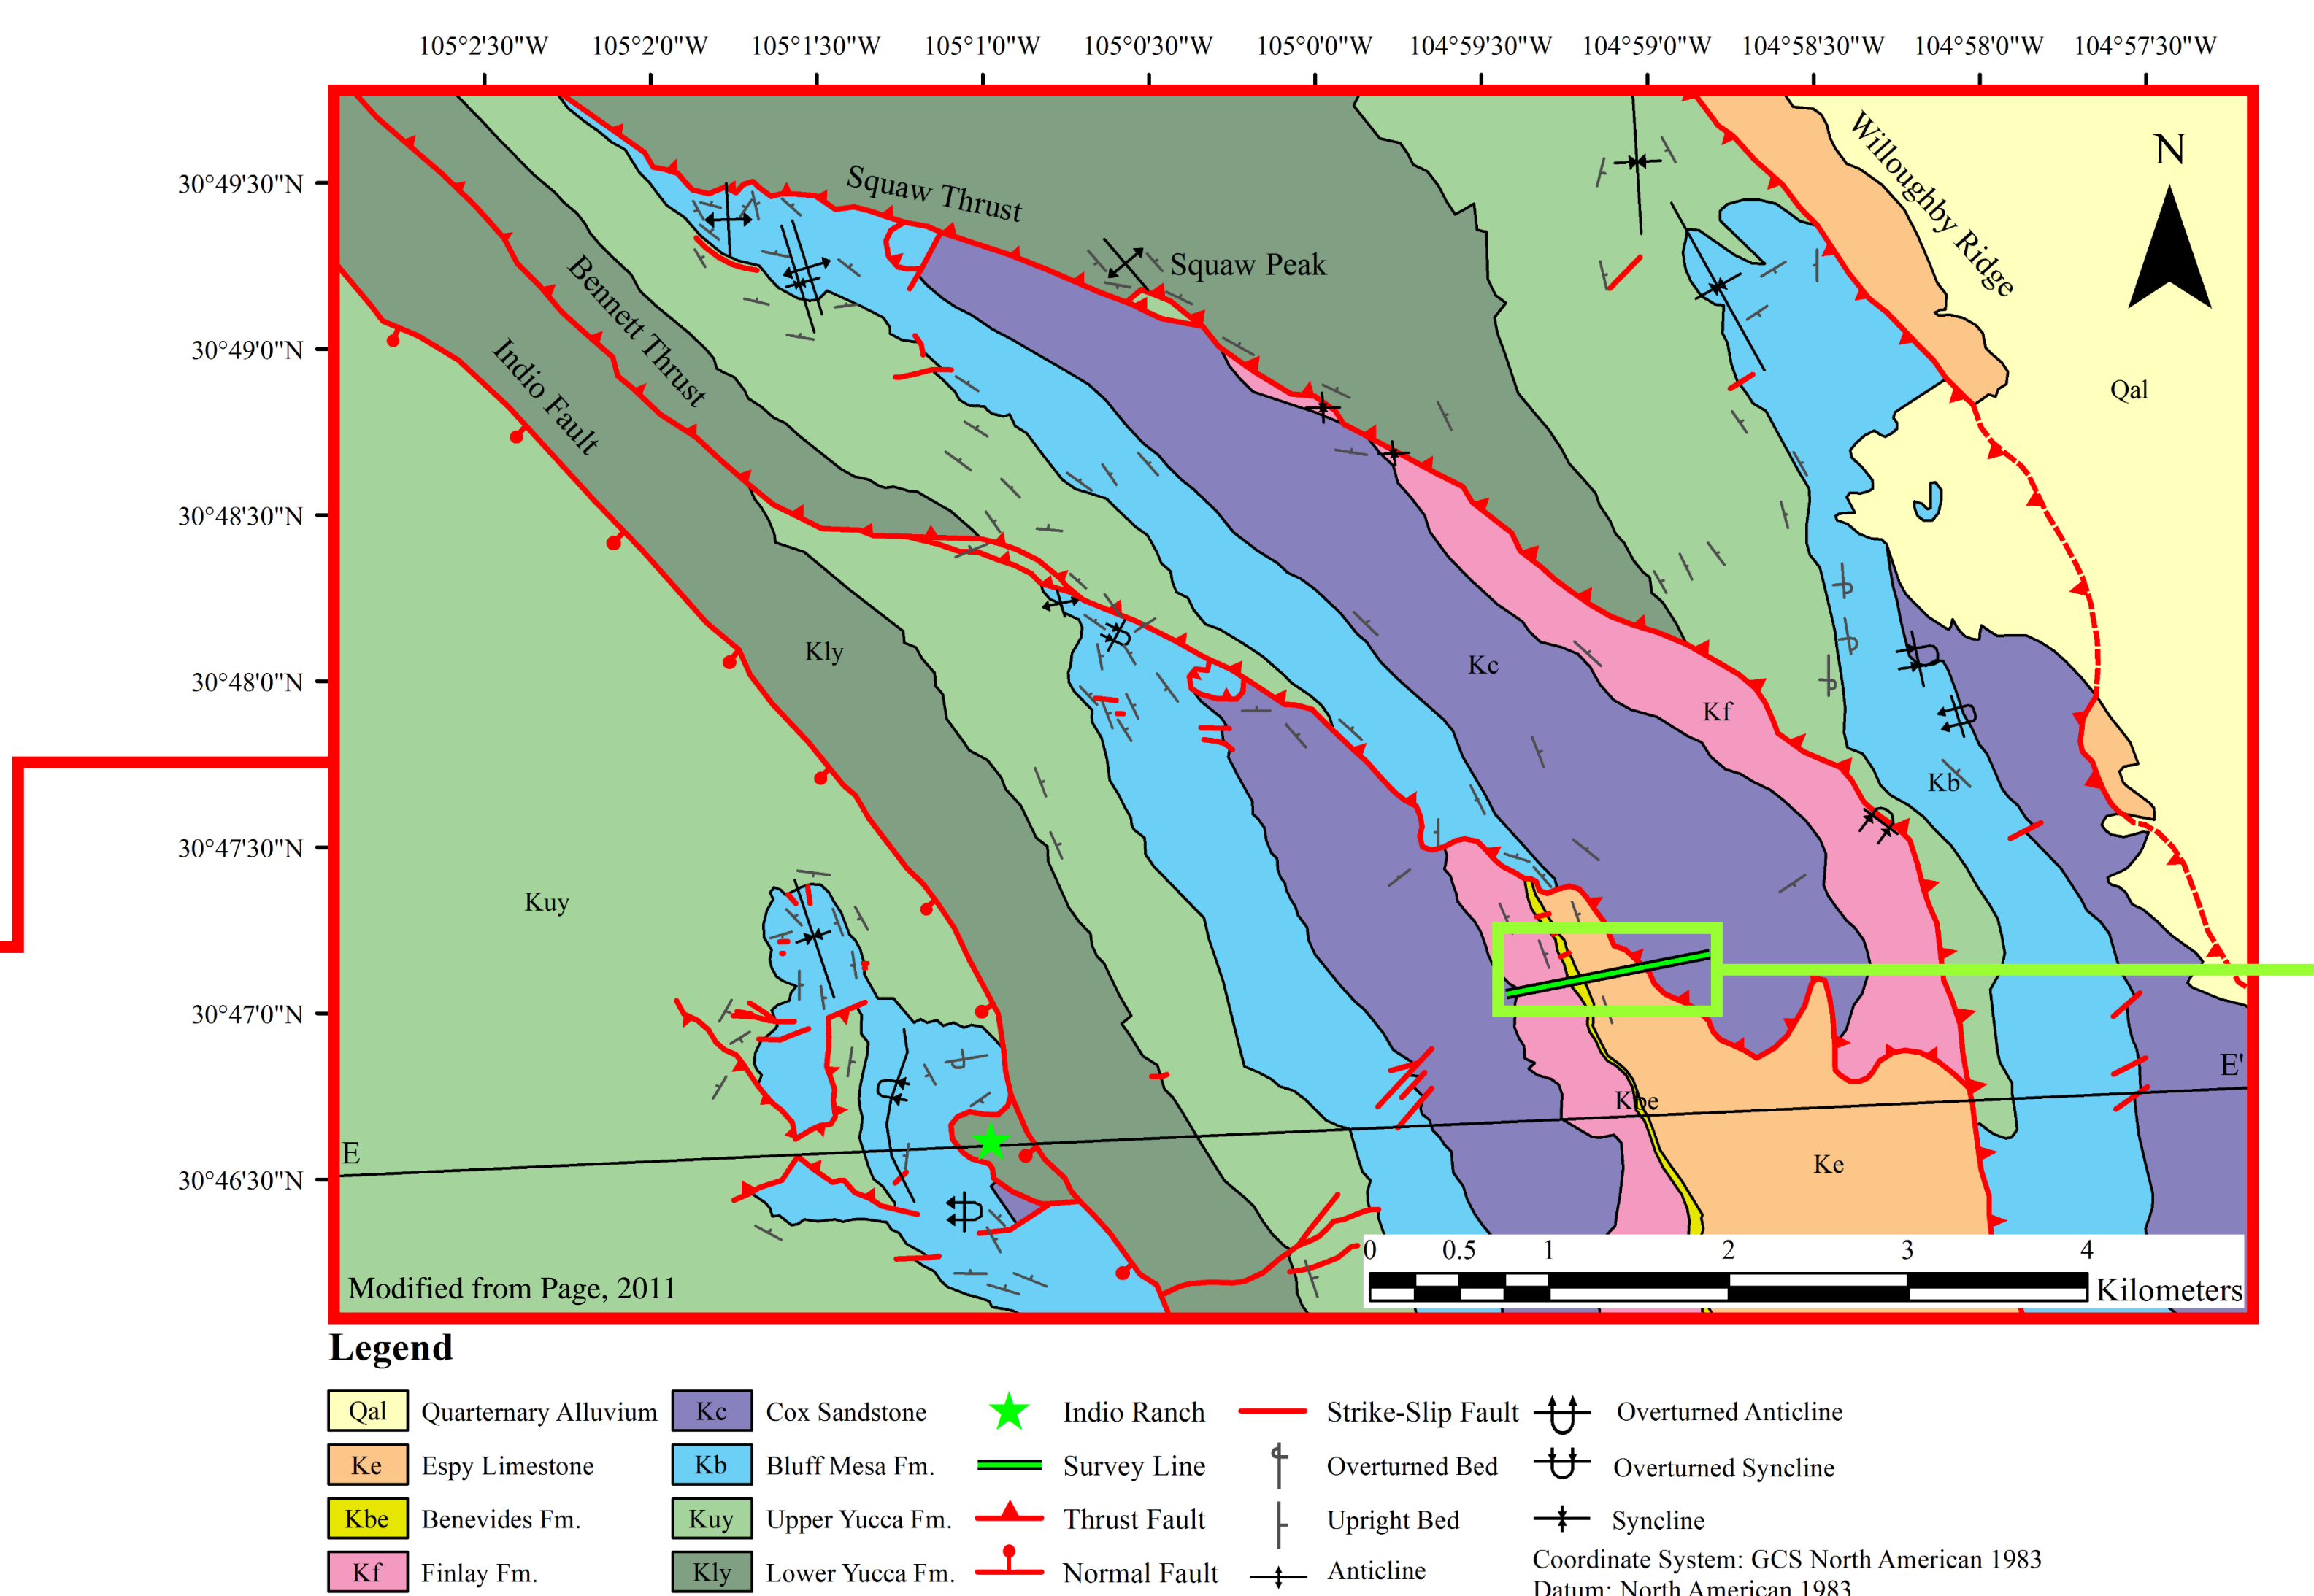 105°2'30"W 105°2'0"W 105°1'30"W 105°1'0"W 105°0'30"W 105°0'0"W 104°59'30"W 104°59'0"W 104°58'30"W 104°58'0"W 104°57'30"W
30°49'30"N
30°49'0"N
30°48'30"N
30°48'0"N
30°47'30"N
30°47'0"N
30°46'30"N
Willoughby Ridge
N
Squaw Thrust
Squaw Peak
Bennett Thrust
Indio Fault
Qal
Kly
Kc
Kf
Kb
Kuy
E'
Kbe
E
Ke
0 0.5 1 2 3 4
Kilometers
Modified from Page, 2011
Legend
Qal Quarternary Alluvium
Ke Espy Limestone
Kbe Benevides Fm.
Kf Finlay Fm.
Kc Cox Sandstone
Kb Bluff Mesa Fm.
Kuy Upper Yucca Fm.
Kly Lower Yucca Fm.
Indio Ranch
Survey Line
Thrust Fault
Normal Fault
Strike-Slip Fault
Overturned Bed
Upright Bed
Anticline
Overturned Anticline
Overturned Syncline
Syncline
Coordinate System: GCS North American 1983
Datum: North American 1983